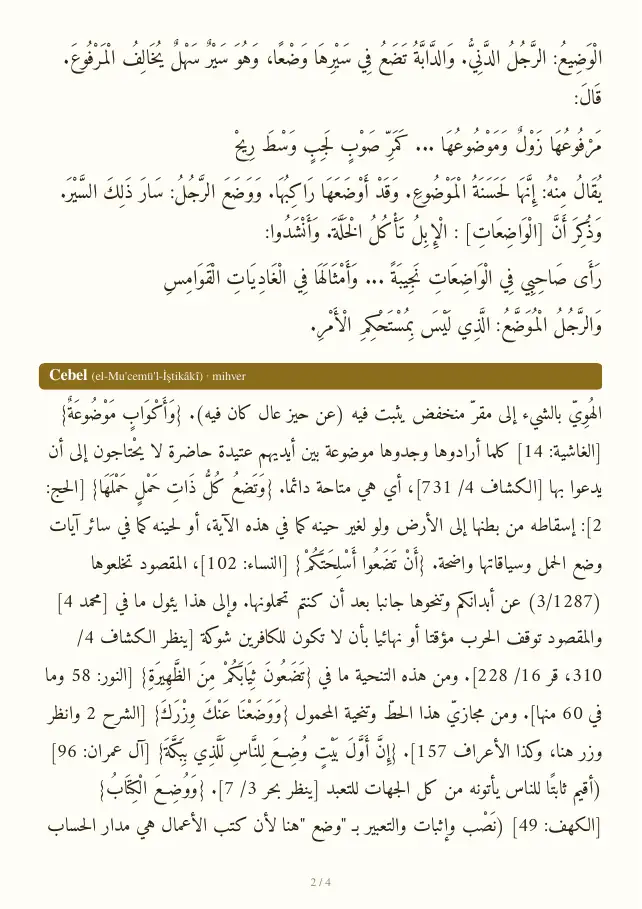 الْوَضِيعُ: الرَّجُلُ الدَّنِيُّ. وَالدَّابَّةُ تَضَعُ فِي سَيْرِهَا وَضْعًا، وَهُوَ سَيْرٌ سَهْلٌ يُخَالِفُ الْمَرْفُوعَ.
قَالَ:
مَرْفُوعُهَا زَوْلٌ وَمَوْضُوعُهَا ... كَمَرِّ صَوْبٍ لَجِبٍ وَسْطَ رِيحْ
يُقَالُ مِنْهُ: إِنَّهَا لَحَسَنَةُ الْمَوْضُوعِ. وَقَدْ أَوْضَعَهَا رَاكِبُهَا. وَوَضَعَ الرَّجُلُ: سَارَ ذَلِكَ السَّيْرَ.
وَذُكِرَ أَنَّ [الْوَاضِعَاتِ] : الْإِبِلُ تَأْكُلُ الْخَلَّةَ. وَأَنْشَدُوا:
رَأَى صَاحِبِي فِي الْوَاضِعَاتِ نَجِيبَةً ... وَأَمْثَالَهَا فِي الْغَادِيَاتِ الْقَوَامِسِ
وَالرَّجُلُ الْمُوَضَّعُ: الَّذِي لَيْسَ بِمُسْتَحْكِمِ الْأَمْرِ.
Cebel (el-Mu'cemü'l-İştikâkî) · mihver
الهُوِيّ بالشيء إلى مقرّ منخفض يثبت فيه (عن حيز عال كان فيه). {وَأَكْوَابٍ مَوْضُوعَةٌ}
[الغاشية: 14] كلما أرادوها وجدوها موضوعة بين أيديهم عتيدة حاضرة لا يحْتاجون إلى أن
يدعوا بها [الكشاف 4/ 731]، أي هي متاحة دائما. {وَتَضَعُ كُلُّ ذَاتِ حَمْلٍ حَمْلَهَا} [الحج:
2]: إسقاطه من بطنها إلى الأرض ولو لغير حينه كما في هذه الآية، أو لحينه كما في سائر آيات
وضع الحمل وسياقاتها واضحة. {أَنْ تَضَعُوا أَسْلِحَتَكُمْ} [النساء: 102]، المقصود تخلعوها
(3/1287) عن أبدانكم وتنحوها جانبا بعد أن كنتم تحملونها. وإلى هذا يئول ما في [محمد 4]
والمقصود توقف الحرب مؤقتا أو نهائيا بأن لا تكون للكافرين شوكة [ينظر الكشاف 4/
310، قر 16/ 228]. ومن هذه التنحية ما في {تَضَعُونَ ثِيَابَكُمْ مِنَ الظَّهِيرَةِ} [النور: 58 وما
في 60 منها]. ومن مجازيّ هذا الحطّ وتنحية المحمول {وَوَضَعْنَا عَنْكَ وِزْرَكَ} [الشرح 2 وانظر
وزر هنا، وكذا الأعراف 157]. {إِنَّ أَوَّلَ بَيْتٍ وُضِعَ لِلنَّاسِ لَلَّذِي بِبَكَّةَ} [آل عمران: 96]
(أقيم ثابتًا للناس يأتونه من كل الجهات للتعبد [ينظر بحر 3/ 7]. {وَوُضِعَ الْكِتَابُ}
[الكهف: 49] (نَصْب وإثبات والتعبير بـ "وضع "هنا لأن كتب الأعمال هي مدار الحساب
2 / 4